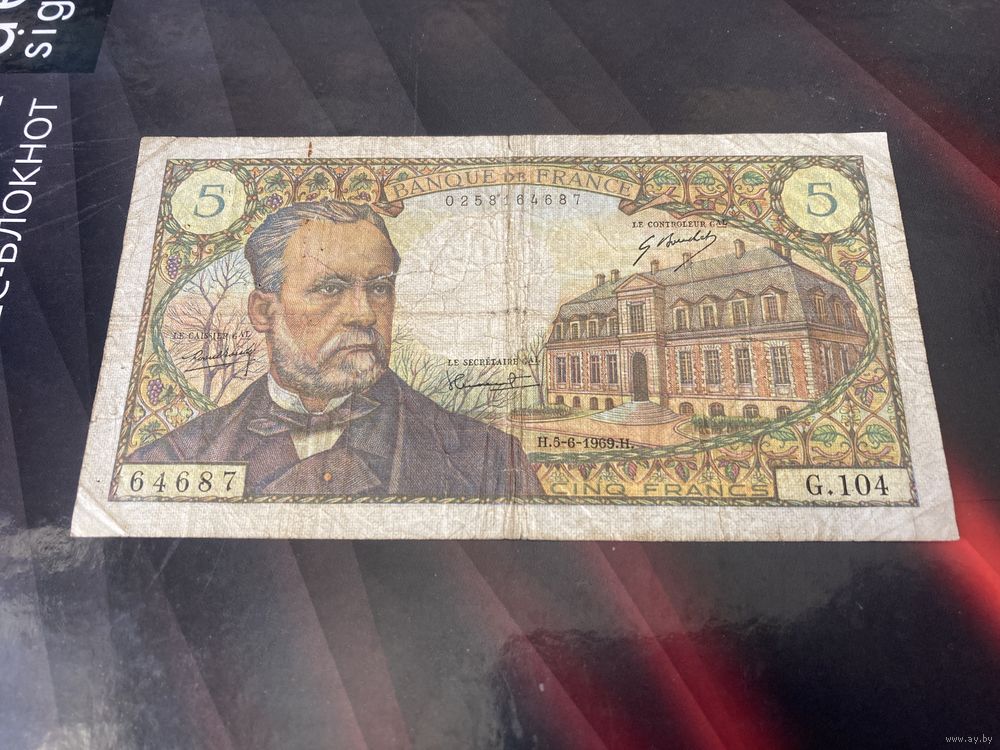 sig
БЛОКНОТ
5
BANQUE DE FRANCE
5
0258164687
LE CONTROLEUR GAL
LE CAISSIER GAL
LE SECRÉTAIRE GAL
H.5-6-1969.H.
64687
CINQ FRANCS
G.104
www.ay.by